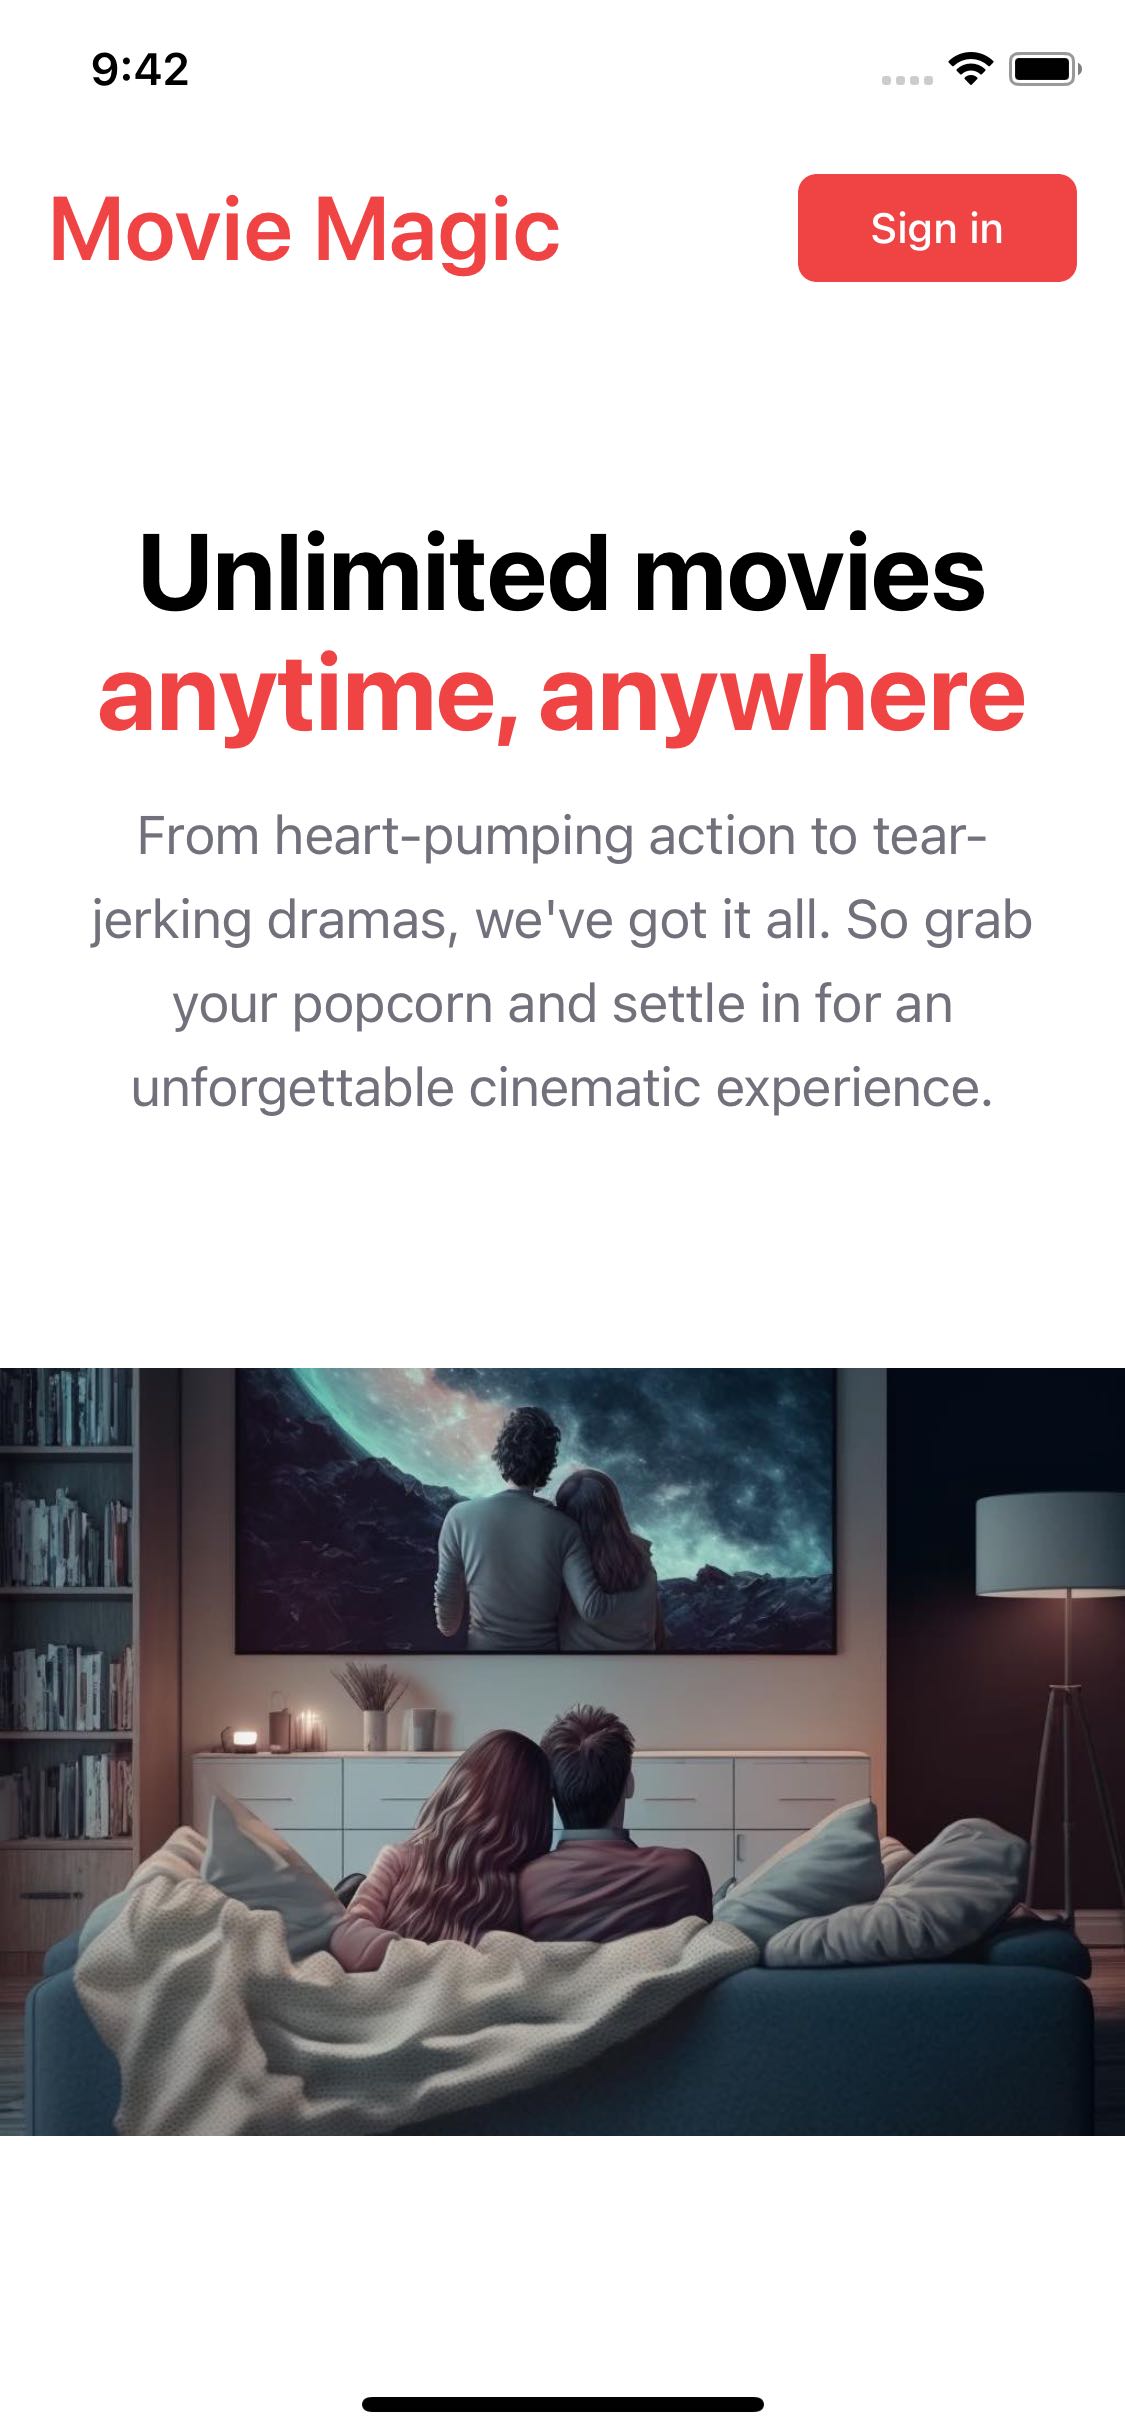 9:42
Movie Magic
Sign in
Unlimited movies
anytime, anywhere
From heart-pumping action to tear-
jerking dramas, we've got it all. So grab
your popcorn and settle in for an
unforgettable cinematic experience.